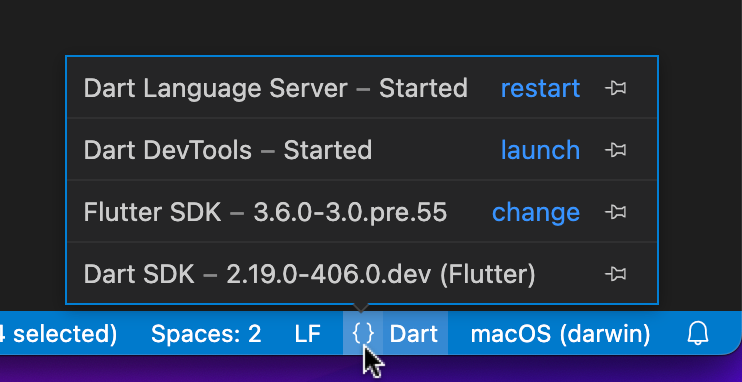 Dart Language Server – Started restart
Dart DevTools – Started launch
Flutter SDK – 3.6.0-3.0.pre.55 change
Dart SDK – 2.19.0-406.0.dev (Flutter)
selected) Spaces: 2 LF {} Dart macOS (darwin)